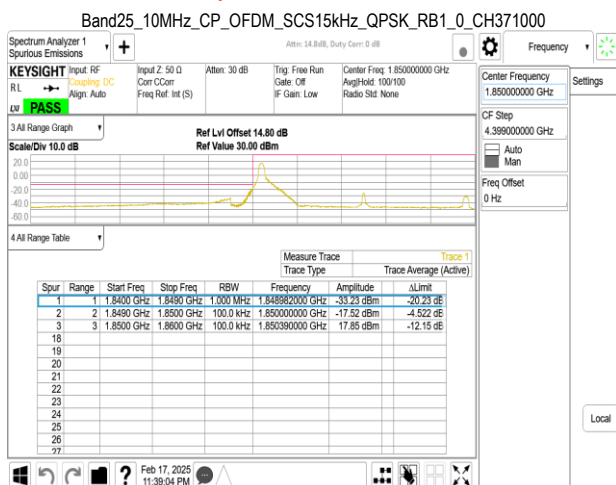 Band25_10MHz_CP_OFDM_SCS15kHz_QPSK_RB1_0_CH371000
Spectrum Analyzer 1
Spurious Emissions
+
Attn: 14.8dB, Duty Corr: 0 dB
Frequency
KEYSIGHT
RL
LXI PASS
Input: RF
Coupling: DC
Align: Auto
Input Z: 50 Ω
Corr CCorr
Freq Ref: Int (S)
Atten: 30 dB
Trig: Free Run
Gate: Off
IF Gain: Low
Center Freq: 1.850000000 GHz
Avg|Hold: 100/100
Radio Std: None
Center Frequency
1.850000000 GHz
Settings
CF Step
4.399000000 GHz
Auto
Man
Freq Offset
0 Hz
Local
3 All Range Graph
Scale/Div 10.0 dB
Ref Lvl Offset 14.80 dB
Ref Value 30.00 dBm
20.0
0.00
-20.0
-40.0
-60.0
4 All Range Table
Measure Trace Trace 1
Trace Type Trace Average (Active)
Spur Range Start Freq Stop Freq RBW Frequency Amplitude ΔLimit
1 1 1.8400 GHz 1.8490 GHz 1.000 MHz 1.848982000 GHz -33.23 dBm -20.23 dB
2 2 1.8490 GHz 1.8500 GHz 100.0 kHz 1.850000000 GHz -17.52 dBm -4.522 dB
3 3 1.8500 GHz 1.8600 GHz 100.0 kHz 1.850390000 GHz 17.85 dBm -12.15 dB
18
19
20
21
22
23
24
25
26
27
?
Feb 17, 2025
11:39:04 PM